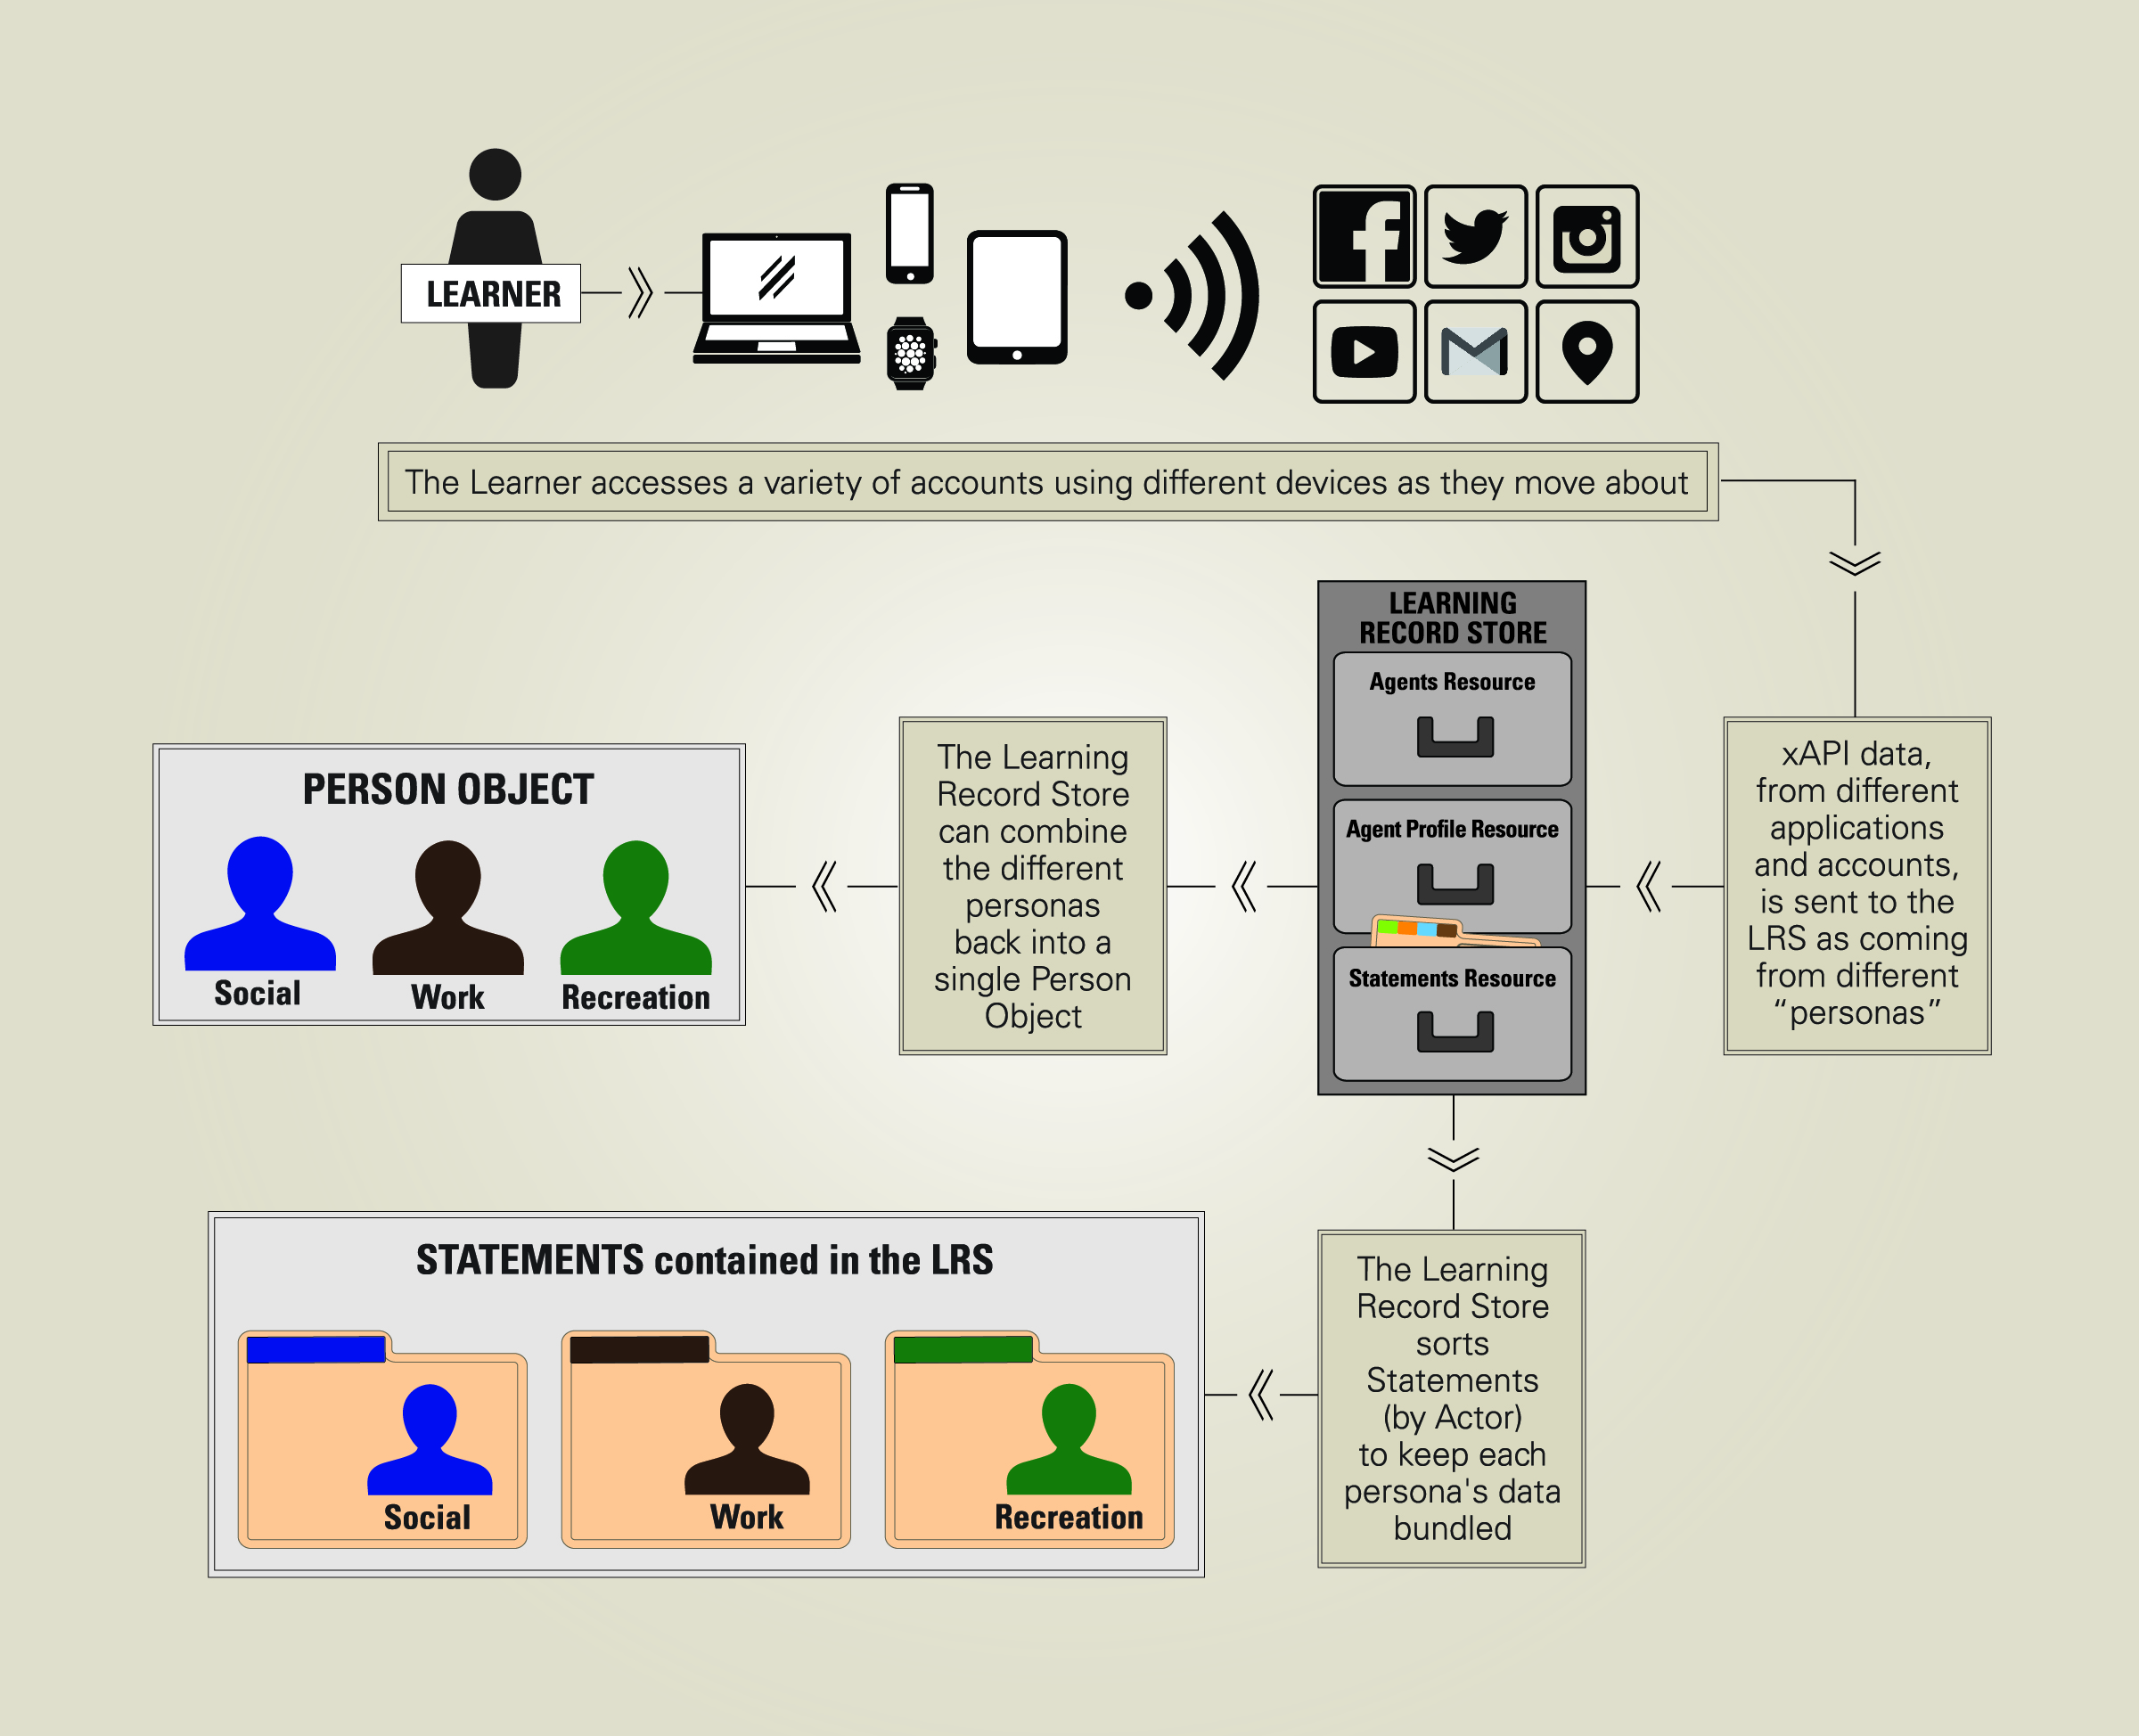 LEARNER
The Learner accesses a variety of accounts using different devices as they move about
LEARNING
RECORD STORE
Agents Resource
Agent Profile Resource
Statements Resource
xAPI data,
from different
applications
and accounts,
is sent to the
LRS as coming
from different
“personas”
The Learning
Record Store
can combine
the different
personas
back into a
single Person
Object
PERSON OBJECT
Social
Work
Recreation
The Learning
Record Store
sorts
Statements
(by Actor)
to keep each
persona's data
bundled
STATEMENTS contained in the LRS
Social
Work
Recreation